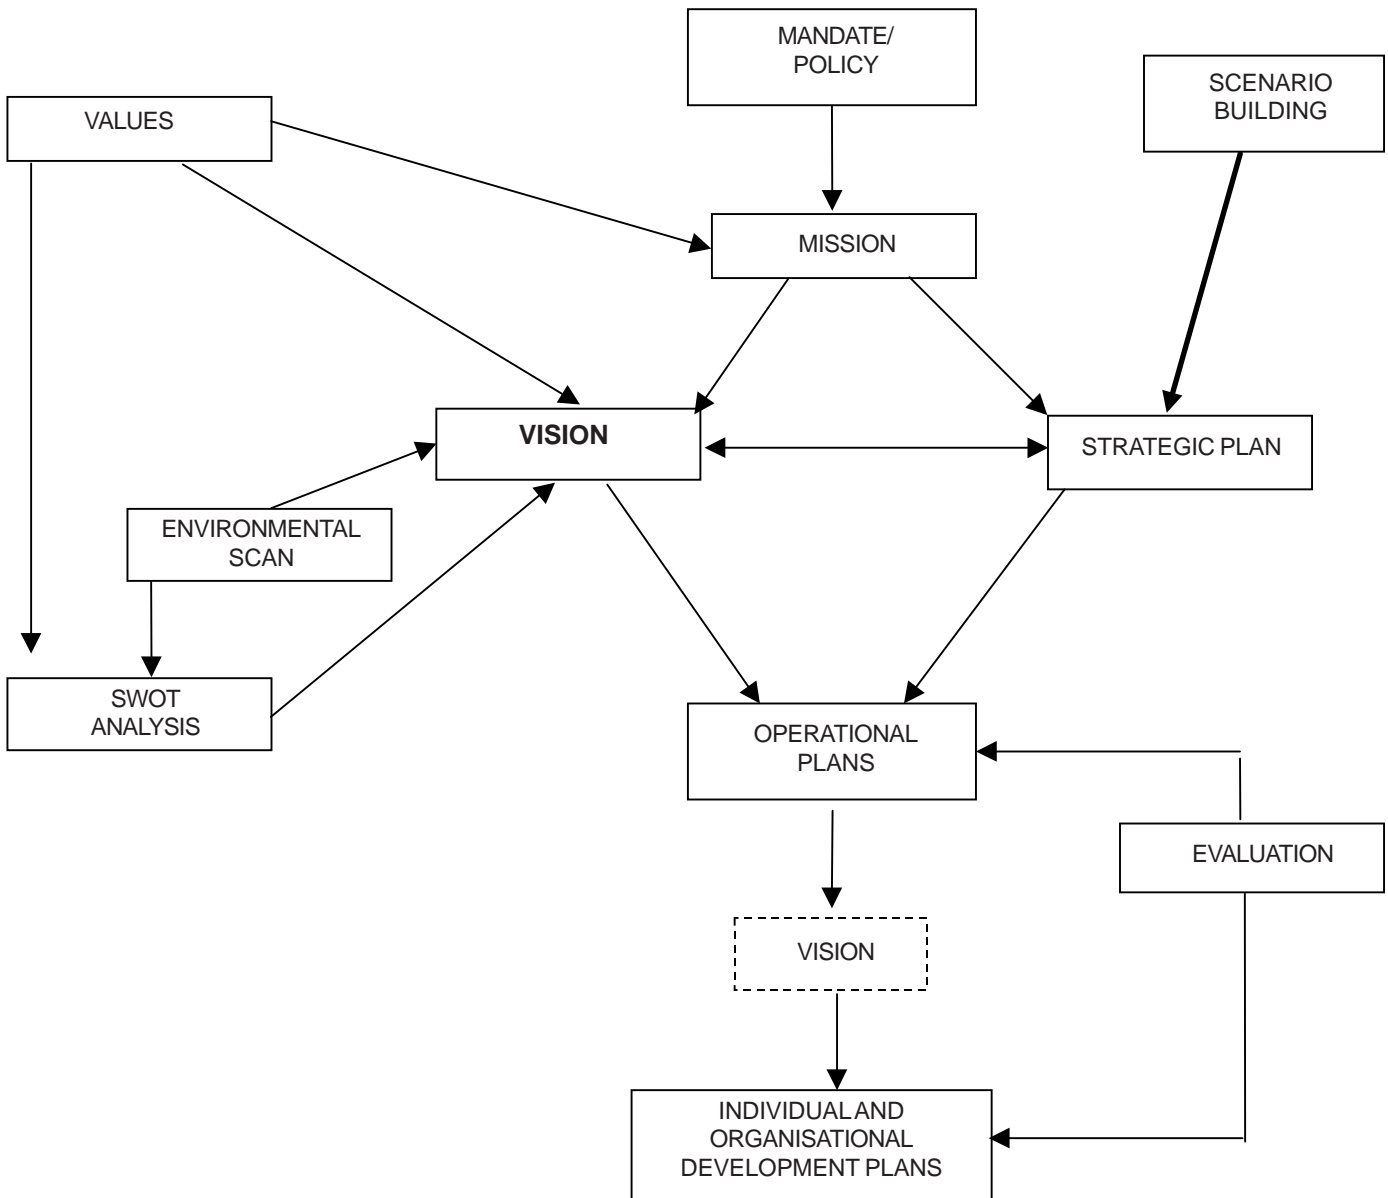 MANDATE/
POLICY
SCENARIO
BUILDING
VALUES
MISSION
VISION
STRATEGIC PLAN
ENVIRONMENTAL
SCAN
SWOT
ANALYSIS
OPERATIONAL
PLANS
EVALUATION
VISION
INDIVIDUAL AND
ORGANISATIONAL
DEVELOPMENT PLANS